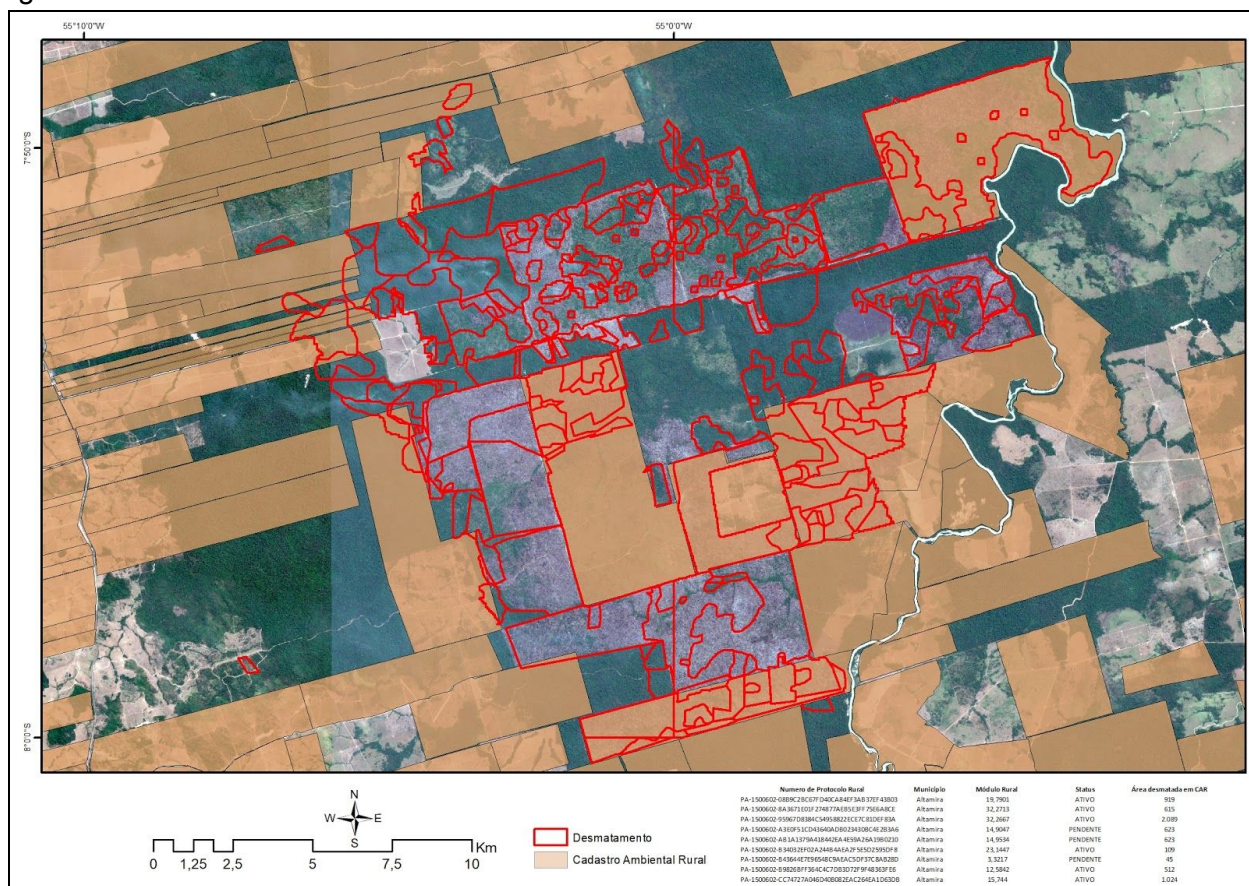 55°10'0"W
55°0'0"W
7°50'0"S
8°0'0"S
N
W E
S
0 1,25 2,5 5 7,5 10 Km
Desmatamento
Cadastro Ambiental Rural
Numero de Protocolo Rural Município Módulo Rural Status Área desmatada em CAR
Altamira 19,7901 ATIVO 919
Altamira 32,2713 ATIVO 615
Altamira 32,2667 ATIVO 2.089
Altamira 14,9047 PENDENTE 623
Altamira 14,9534 PENDENTE 623
Altamira 23,1447 ATIVO 109
Altamira 3,3217 PENDENTE 45
Altamira 12,5842 ATIVO 512
Altamira 15,744 ATIVO 1.024